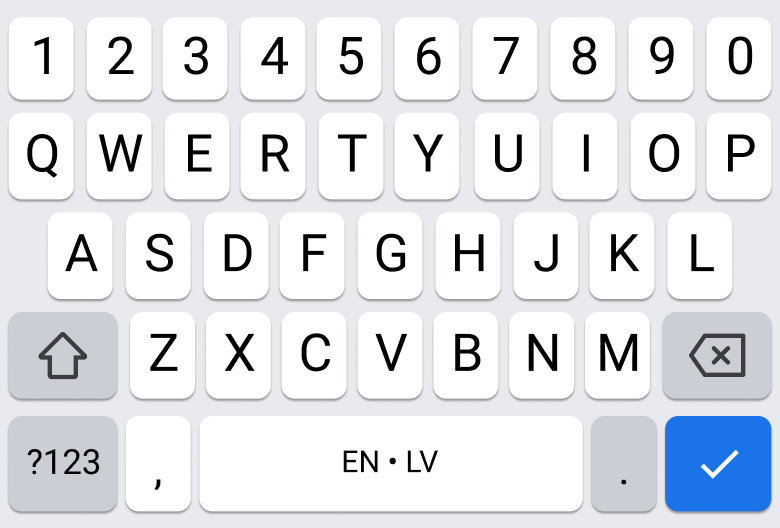 1 2 3 4 5 6 7 8 9 0
Q W E R T Y U I O P
A S D F G H J K L
Z X C V B N M
?123 , EN • LV .